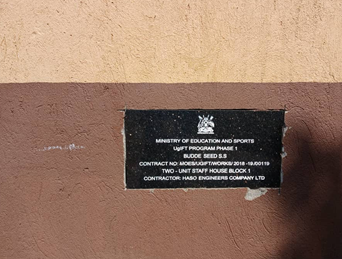 MINISTRY OF EDUCATION AND SPORTS
UgIFT PROGRAM PHASE 1
BUDDE SEED S.S
CONTRACT NO: MOES/UGIFT/WORKS/2018-19/00119
TWO - UNIT STAFF HOUSE BLOCK 1
CONTRACTOR: HASO ENGINEERS COMPANY LTD